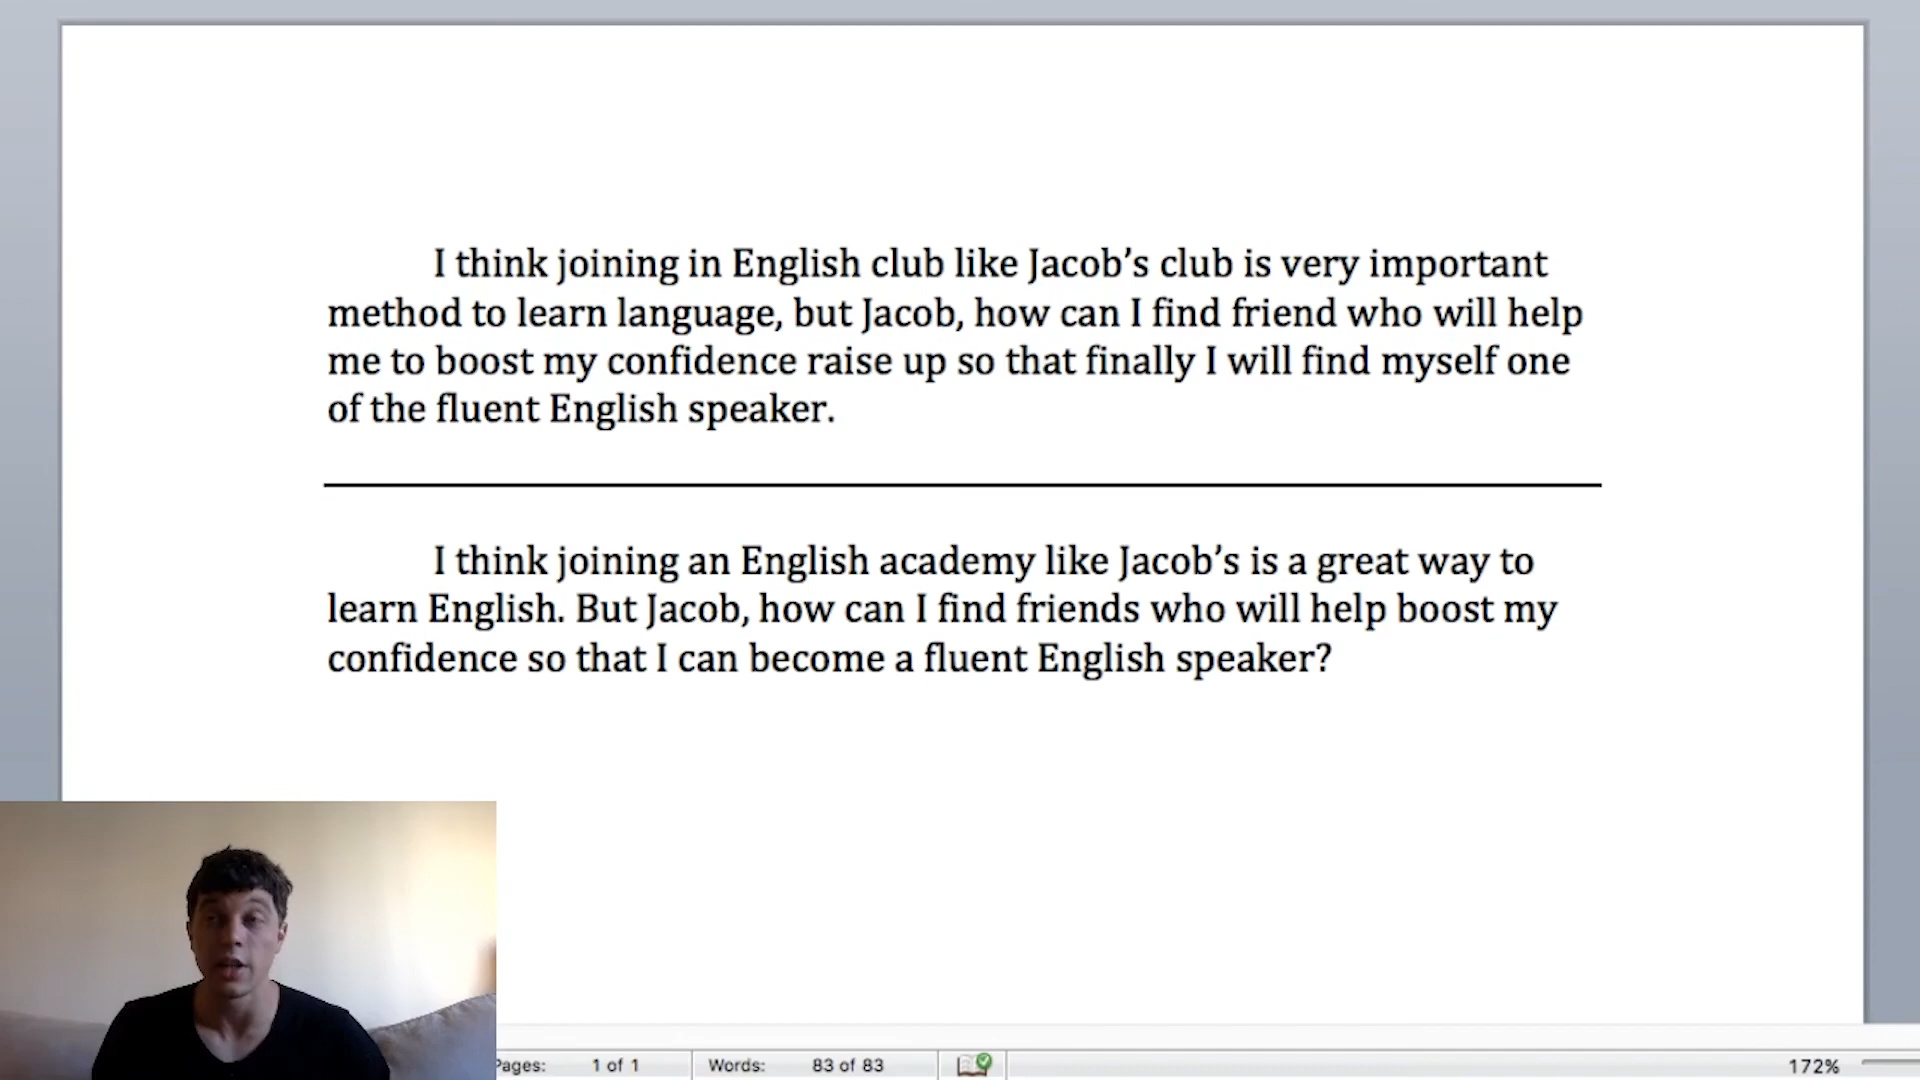 I think joining in English club like Jacob’s club is very important
method to learn language, but Jacob, how can I find friend who will help
me to boost my confidence raise up so that finally I will find myself one
of the fluent English speaker.
I think joining an English academy like Jacob’s is a great way to
learn English. But Jacob, how can I find friends who will help boost my
confidence so that I can become a fluent English speaker?
Pages: 1 of 1 Words: 83 of 83 172%